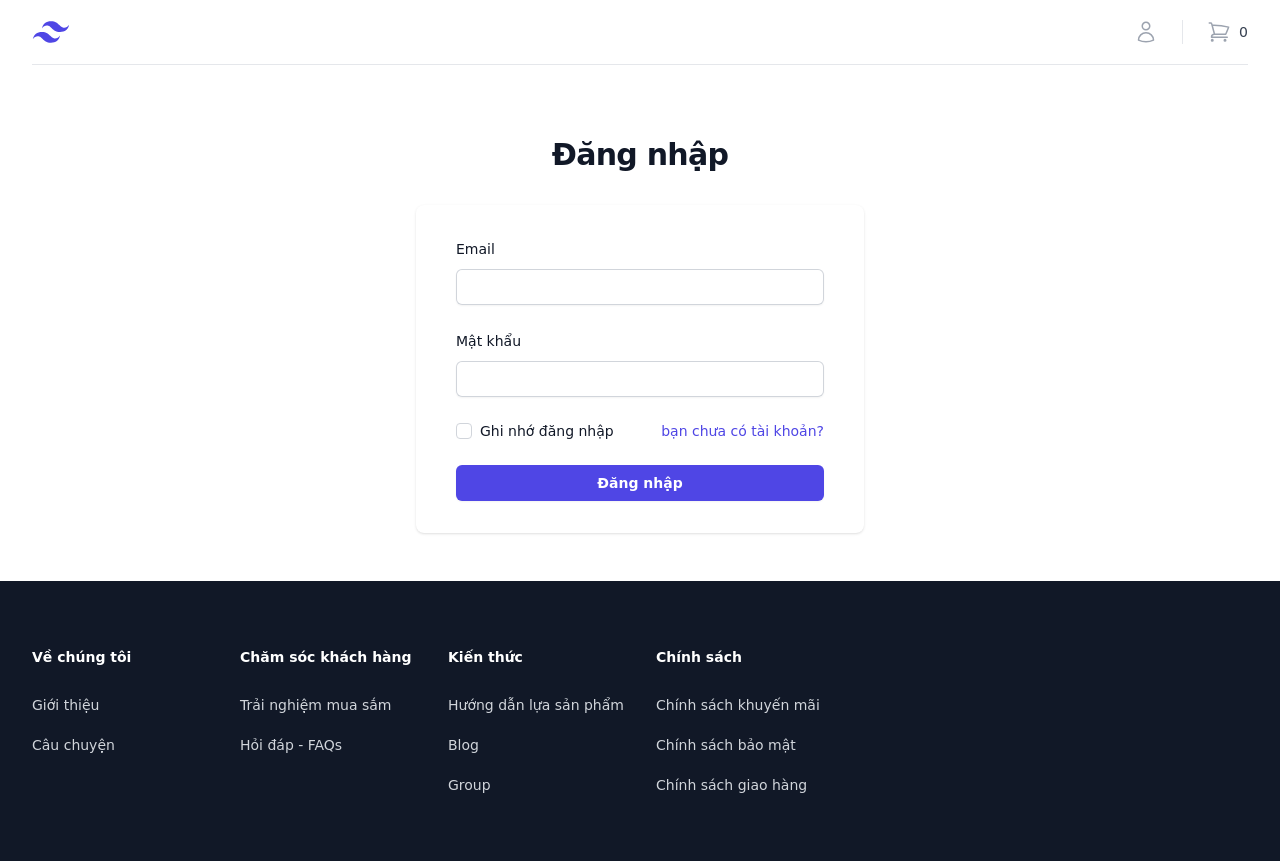 0
Đăng nhập
Email
Mật khẩu
Ghi nhớ đăng nhập
bạn chưa có tài khoản?
Đăng nhập
Về chúng tôi
Giới thiệu
Câu chuyện
Chăm sóc khách hàng
Trải nghiệm mua sắm
Hỏi đáp - FAQs
Kiến thức
Hướng dẫn lựa sản phẩm
Blog
Group
Chính sách
Chính sách khuyến mãi
Chính sách bảo mật
Chính sách giao hàng